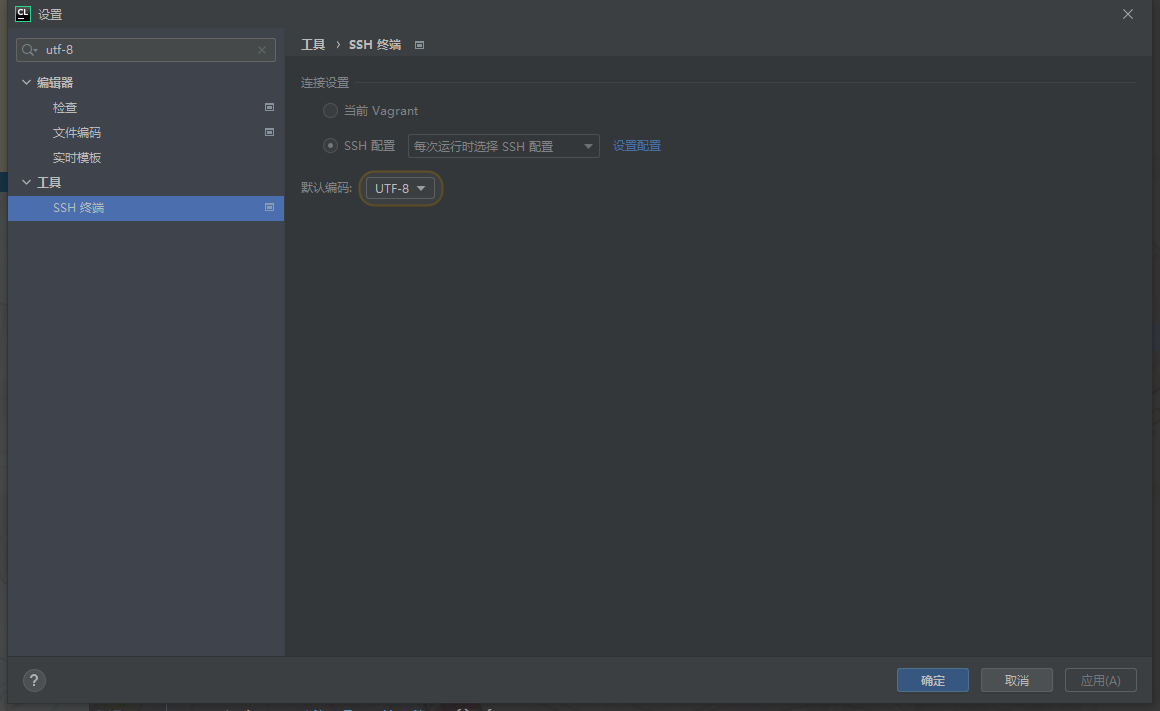 CL 设置
utf-8
编辑器
检查
文件编码
实时模板
工具
SSH 终端
工具 › SSH 终端
连接设置
当前 Vagrant
SSH 配置 每次运行时选择 SSH 配置 设置配置
默认编码: UTF-8
?
确定 取消 应用(A)